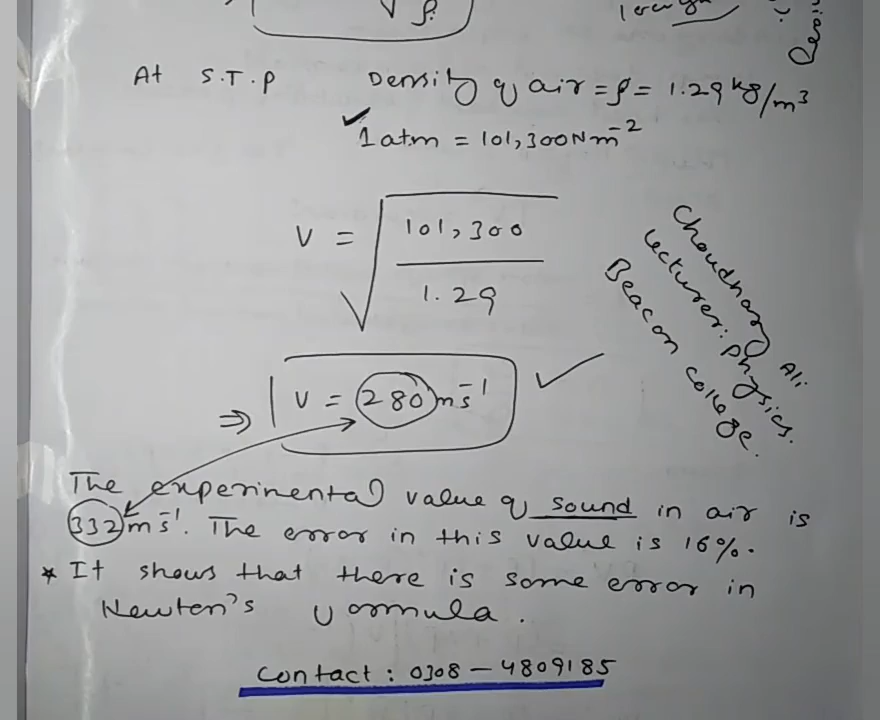 √ρ
At S.T.P Density of air = ρ = 1.29 kg/m³
1 atm = 101,300 Nm⁻²
V = √(101,300 / 1.29)
⇒ V = 280 ms⁻¹
Choudhary Ali
Lecturer: Physics.
Beacon College.
The experimental value of sound in air is
332 ms⁻¹. The error in this value is 16%.
* It shows that there is some error in
Newton's Uormula.
Contact : 0308 – 4809185